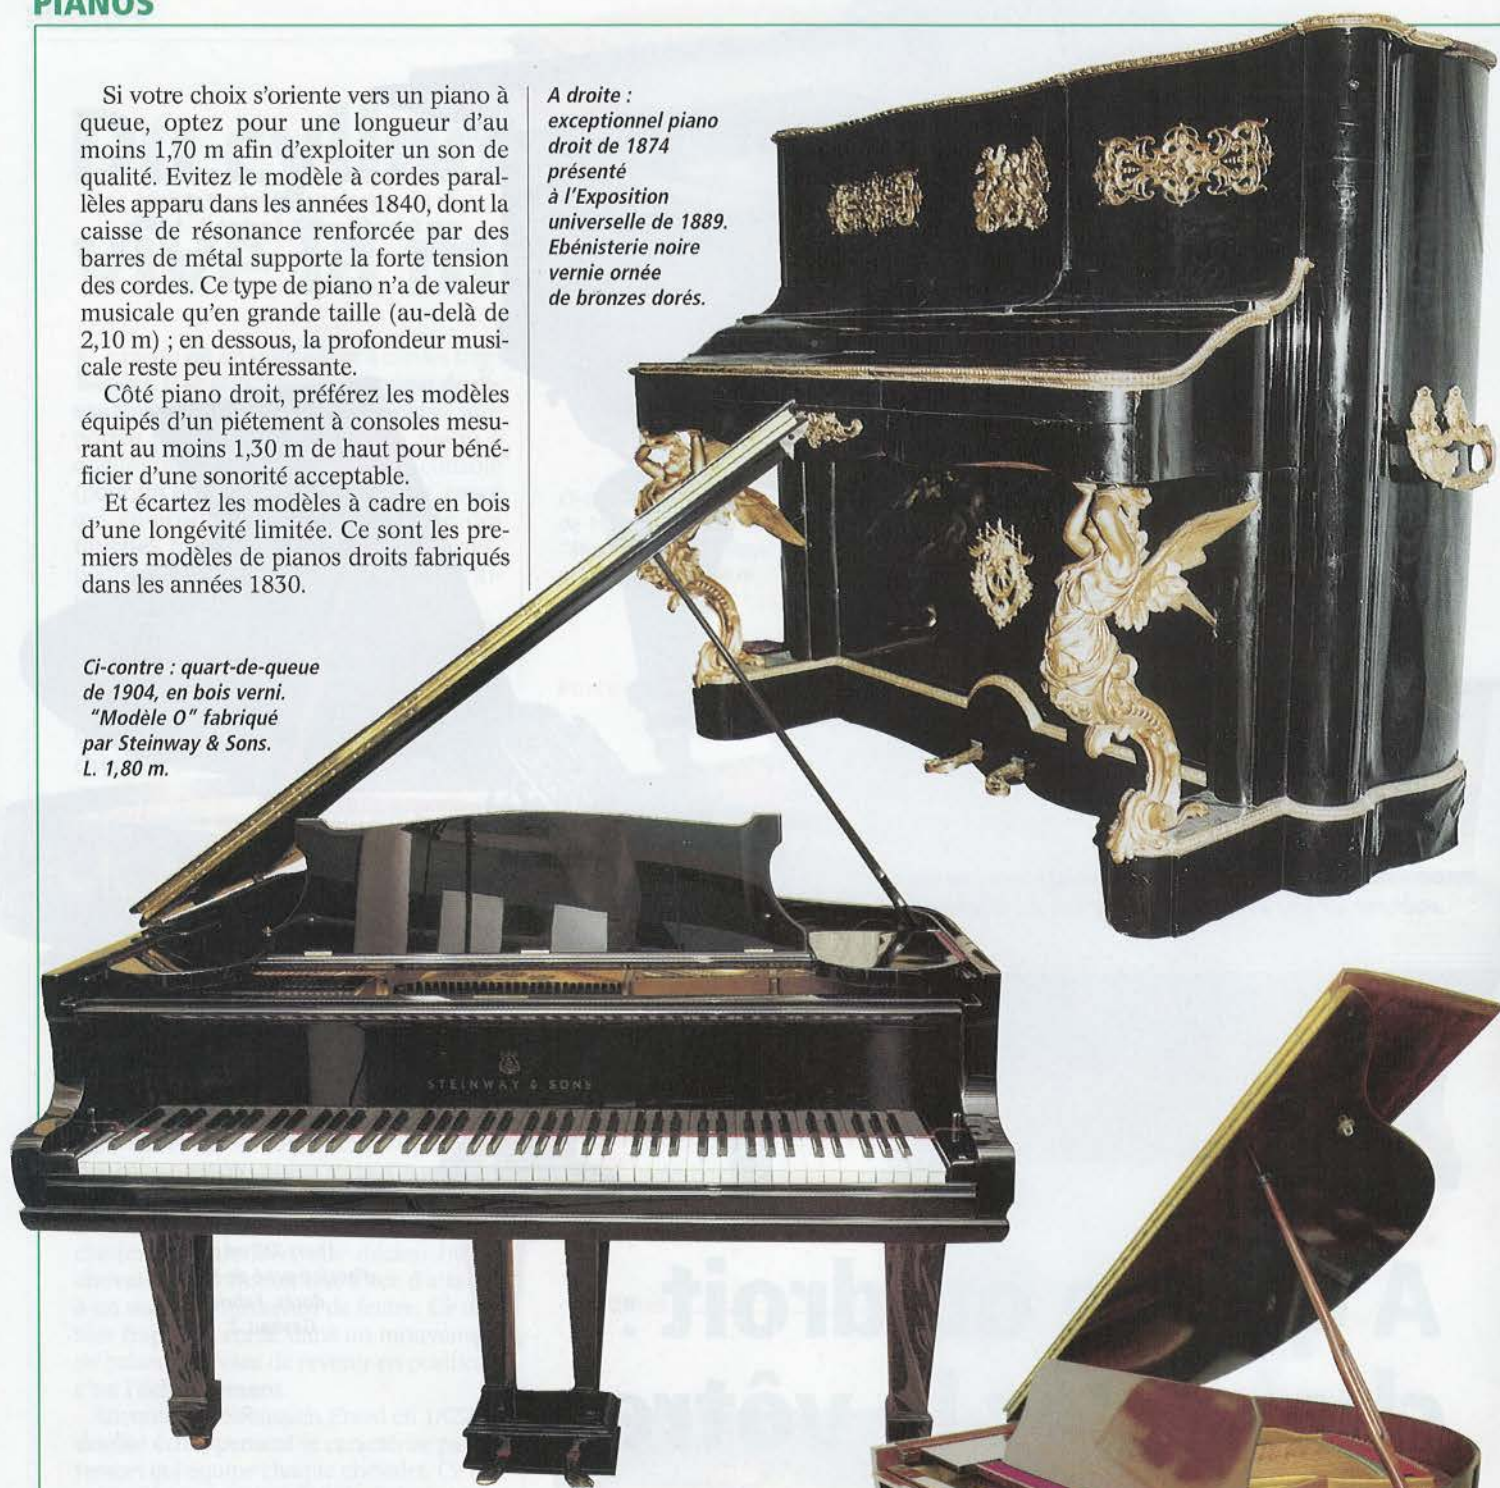 PIANOS
Si votre choix s'oriente vers un piano à
queue, optez pour une longueur d'au
moins 1,70 m afin d'exploiter un son de
qualité. Evitez le modèle à cordes paral-
lèles apparu dans les années 1840, dont la
caisse de résonance renforcée par des
barres de métal supporte la forte tension
des cordes. Ce type de piano n'a de valeur
musicale qu'en grande taille (au-delà de
2,10 m) ; en dessous, la profondeur musi-
cale reste peu intéressante.
Côté piano droit, préférez les modèles
équipés d'un piétement à consoles mesu-
rant au moins 1,30 m de haut pour béné-
ficier d'une sonorité acceptable.
Et écartez les modèles à cadre en bois
d'une longévité limitée. Ce sont les pre-
miers modèles de pianos droits fabriqués
dans les années 1830.
A droite :
exceptionnel piano
droit de 1874
présenté
à l'Exposition
universelle de 1889.
Ebénisterie noire
vernie ornée
de bronzes dorés.
Ci-contre : quart-de-queue
de 1904, en bois verni.
"Modèle O" fabriqué
par Steinway & Sons.
L. 1,80 m.
STEINWAY & SONS